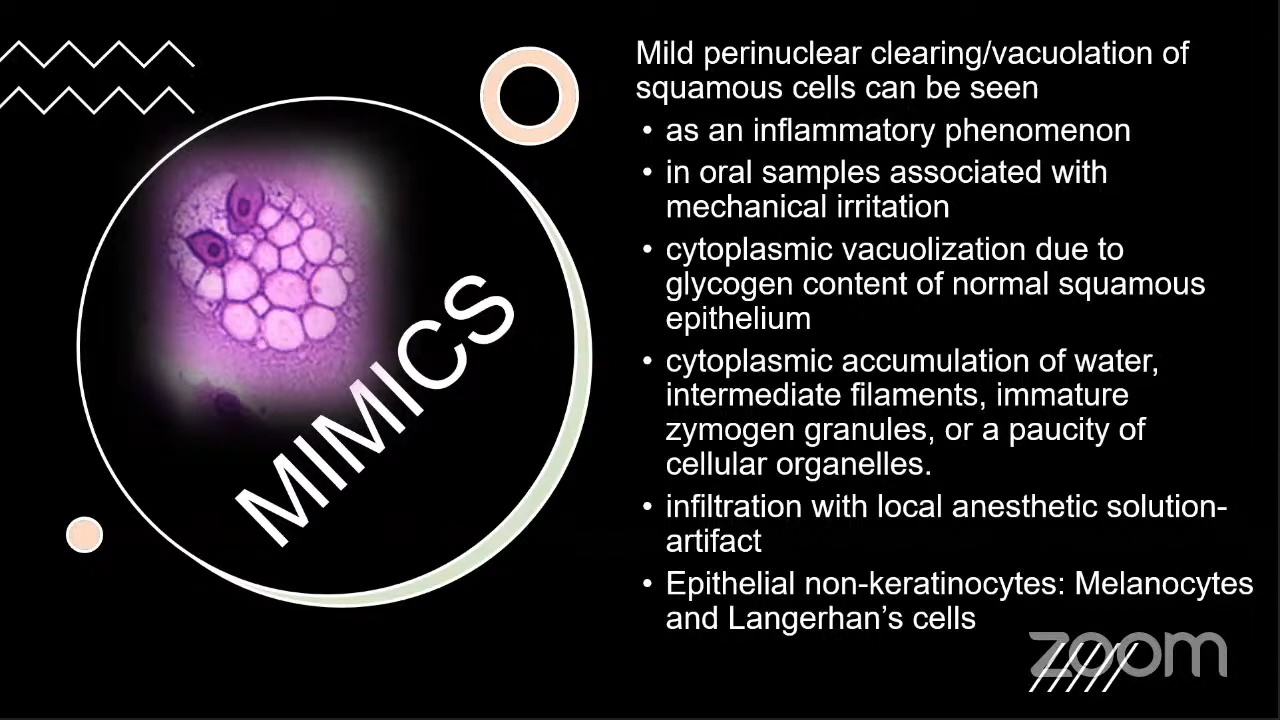 MIMICS
Mild perinuclear clearing/vacuolation of
squamous cells can be seen
• as an inflammatory phenomenon
• in oral samples associated with
mechanical irritation
• cytoplasmic vacuolization due to
glycogen content of normal squamous
epithelium
• cytoplasmic accumulation of water,
intermediate filaments, immature
zymogen granules, or a paucity of
cellular organelles.
• infiltration with local anesthetic solution-
artifact
• Epithelial non-keratinocytes: Melanocytes
and Langerhan’s cells
zoom